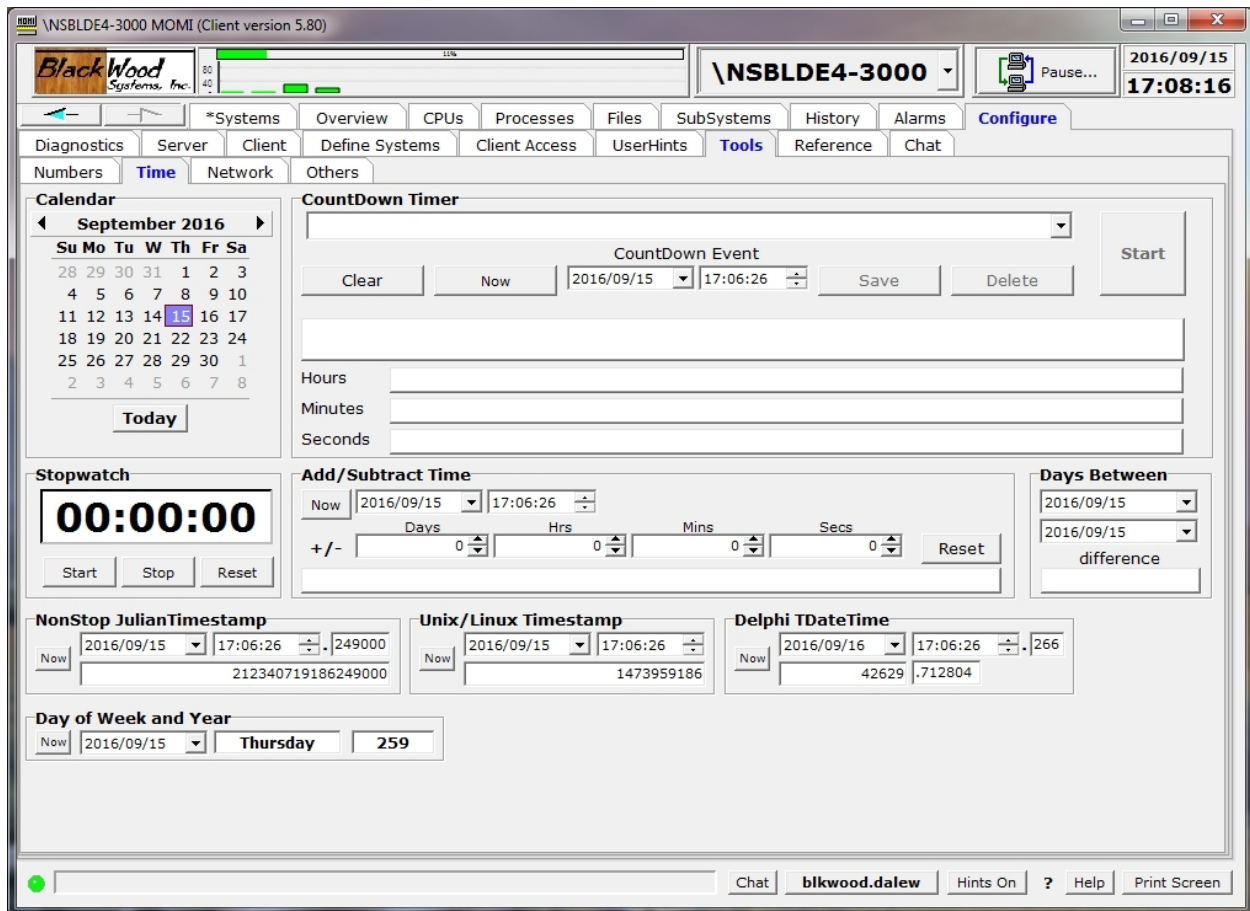 MOMI \NSBLDE4-3000 MOMI (Client version 5.80)
BlackWood Systems, Inc.
80
40
11%
\NSBLDE4-3000
Pause...
2016/09/15
17:08:16
*Systems Overview CPUs Processes Files SubSystems History Alarms Configure
Diagnostics Server Client Define Systems Client Access UserHints Tools Reference Chat
Numbers Time Network Others
Calendar
September 2016
Su Mo Tu W Th Fr Sa
28 29 30 31 1 2 3
4 5 6 7 8 9 10
11 12 13 14 15 16 17
18 19 20 21 22 23 24
25 26 27 28 29 30 1
2 3 4 5 6 7 8
Today
CountDown Timer
CountDown Event
Clear Now 2016/09/15 17:06:26 Save Delete
Start
Hours
Minutes
Seconds
Stopwatch
00:00:00
Start Stop Reset
Add/Subtract Time
Now 2016/09/15 17:06:26
Days Hrs Mins Secs
+/- 0 0 0 0 Reset
Days Between
2016/09/15
2016/09/15
difference
NonStop JulianTimestamp
Now 2016/09/15 17:06:26 . 249000
212340719186249000
Unix/Linux Timestamp
Now 2016/09/15 17:06:26
1473959186
Delphi TDateTime
Now 2016/09/16 17:06:26 . 266
42629 .712804
Day of Week and Year
Now 2016/09/15 Thursday 259
Chat blkwood.dalew Hints On ? Help Print Screen